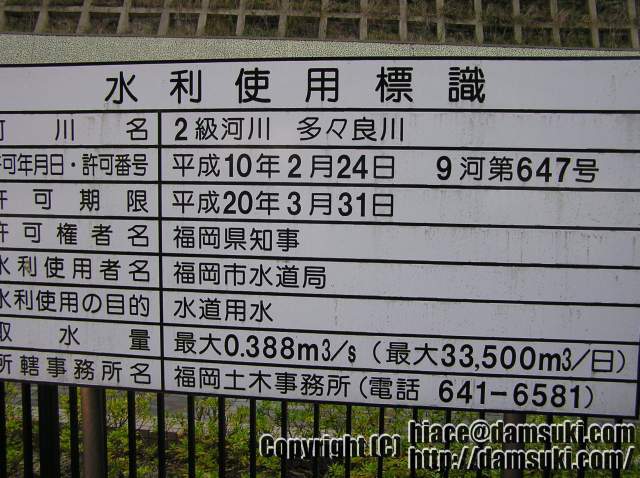 水利使用標識
河川名 2級河川 多々良川
許可年月日・許可番号 平成10年2月24日 9河第647号
許可期限 平成20年3月31日
許可権者名 福岡県知事
水利使用者名 福岡市水道局
水利使用の目的 水道用水
取水量 最大0.388m3/s（最大33,500m3/日）
所轄事務所名 福岡土木事務所（電話 641-6581）
Copyright (C) hiace@damsuki.com
http://damsuki.com/